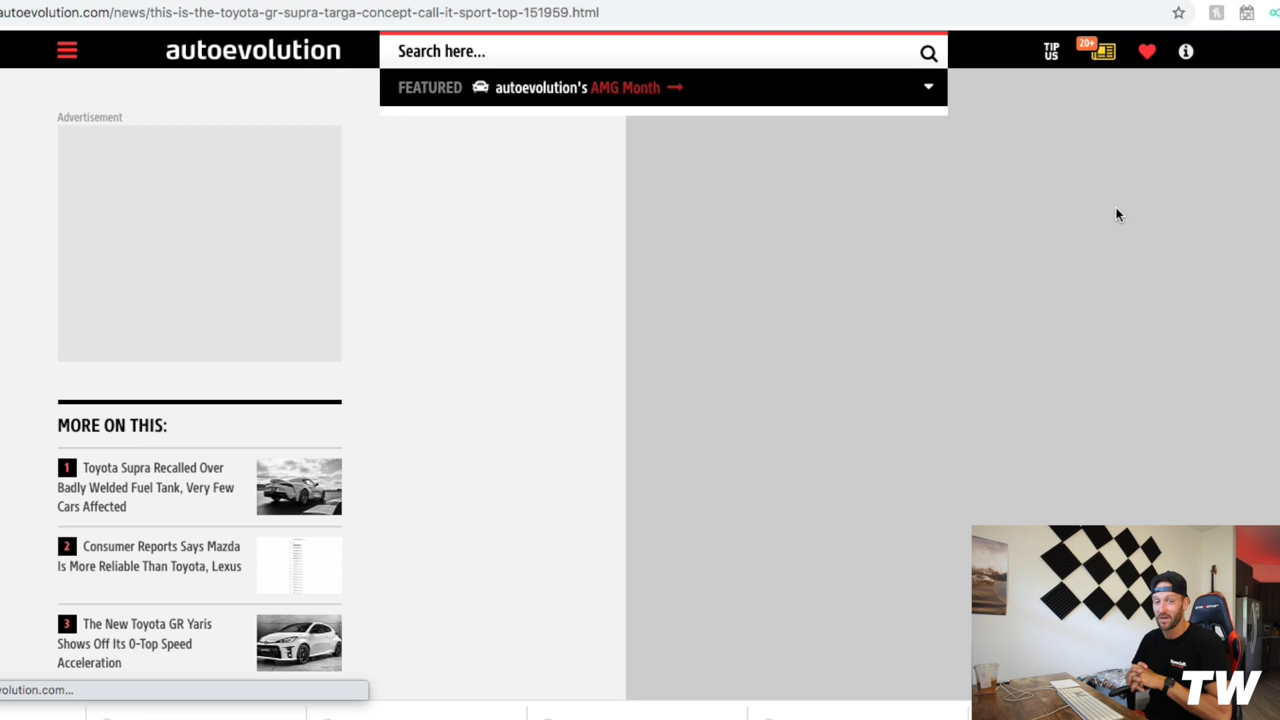 autoevolution.com/news/this-is-the-toyota-gr-supra-targa-concept-call-it-sport-top-151959.html
autoevolution
Search here...
TIP
US
20+
FEATURED autoevolution's AMG Month
Advertisement
MORE ON THIS:
1 Toyota Supra Recalled Over
Badly Welded Fuel Tank, Very Few
Cars Affected
2 Consumer Reports Says Mazda
Is More Reliable Than Toyota, Lexus
3 The New Toyota GR Yaris
Shows Off Its 0-Top Speed
Acceleration
volution.com...
TW